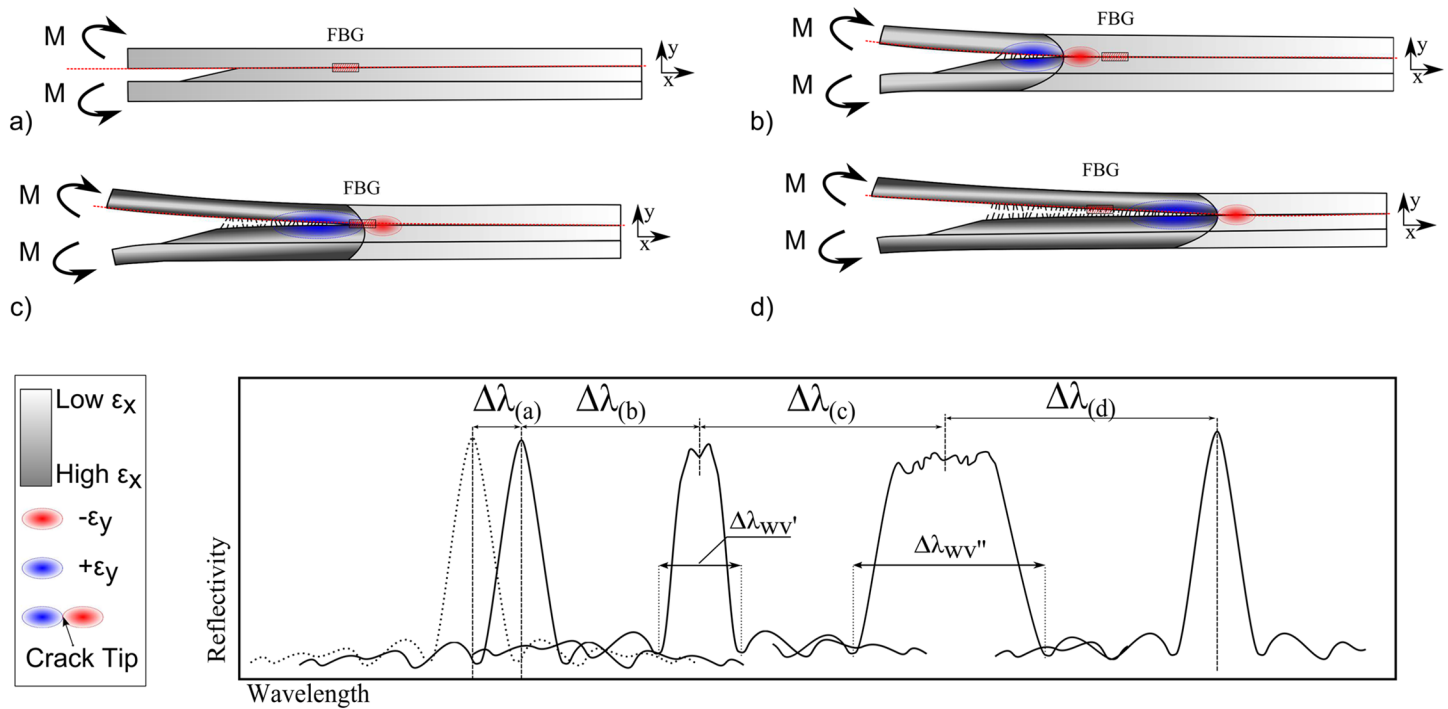 M
FBG
y
x
M
a)
M
FBG
y
x
M
b)
M
FBG
y
x
M
c)
M
FBG
y
x
M
d)
Low εx
High εx
-εy
+εy
Crack Tip
Δλ(a)
Δλ(b)
Δλ(c)
Δλ(d)
Δλwv'
Δλwv"
Reflectivity
Wavelength